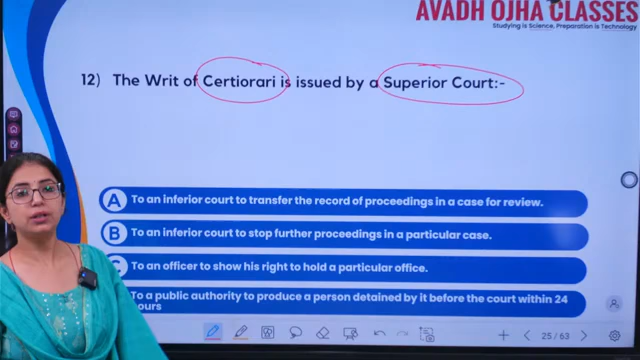 AVADH OJHA CLASSES
Studying is Science, Preparation is Technology
12) The Writ of Certiorari is issued by a Superior Court:-
A To an inferior court to transfer the record of proceedings in a case for review.
B To an inferior court to stop further proceedings in a particular case.
C To an officer to show his right to hold a particular office.
To a public authority to produce a person detained by it before the court within 24
ours
25 / 63